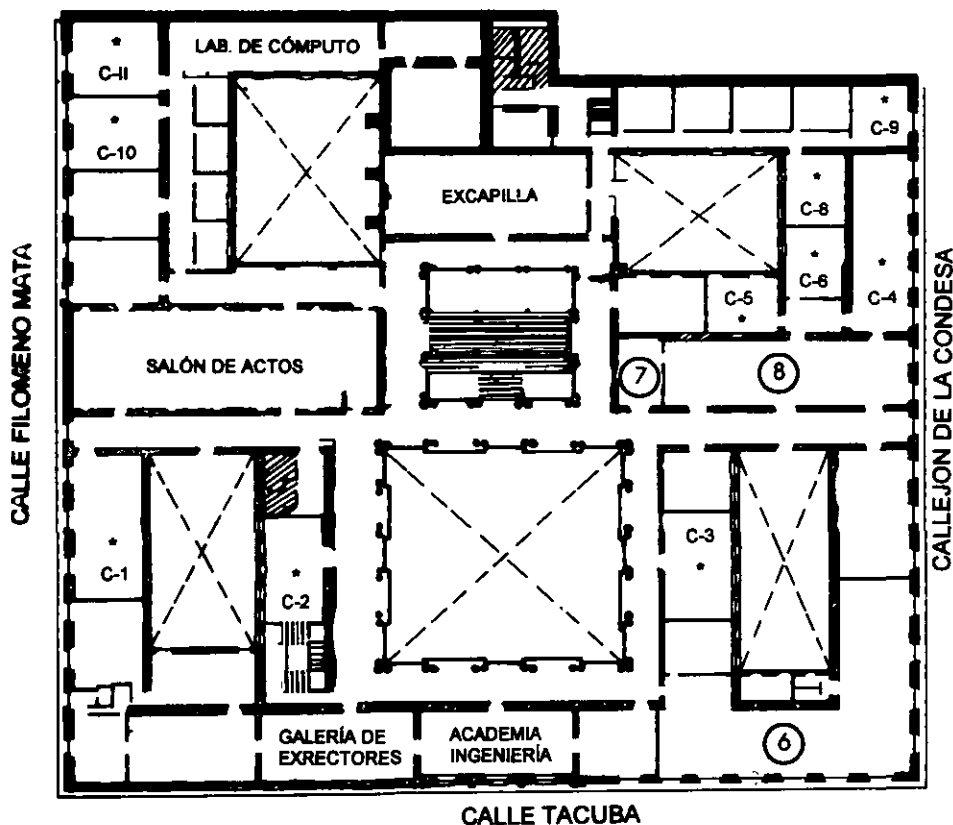 LAB. DE CÓMPUTO
C-11
C-10
C-9
EXCAPILLA
C-8
C-6
C-5
C-4
SALÓN DE ACTOS
7
8
CALLE FILOMENO MATA
CALLEJON DE LA CONDESA
C-1
C-2
C-3
GALERÍA DE
EXRECTORES
ACADEMIA
INGENIERÍA
6
CALLE TACUBA